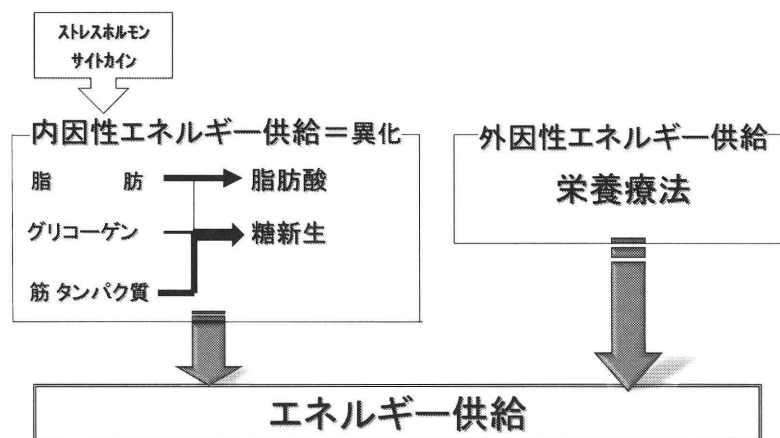 ストレスホルモン
サイトカイン
内因性エネルギー供給＝異化
脂 肪
脂肪酸
グリコーゲン
糖新生
筋 タンパク質
外因性エネルギー供給
栄養療法
エネルギー供給